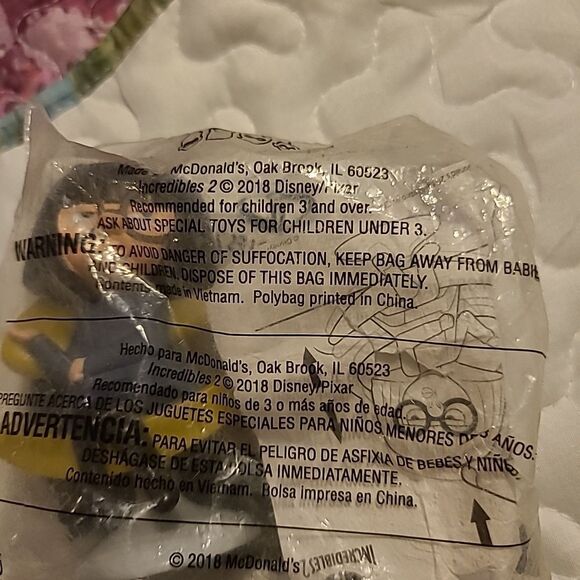 Made for McDonald's, Oak Brook, IL 60523
Incredibles 2 © 2018 Disney/Pixar
Recommended for children 3 and over.
ASK ABOUT SPECIAL TOYS FOR CHILDREN UNDER 3.
WARNING: TO AVOID DANGER OF SUFFOCATION, KEEP BAG AWAY FROM BABIE
AND CHILDREN. DISPOSE OF THIS BAG IMMEDIATELY.
Contents made in Vietnam. Polybag printed in China.
Hecho para McDonald's, Oak Brook, IL 60523
Incredibles 2 © 2018 Disney/Pixar
Recomendado para niños de 3 o más años de edad.
PREGUNTE ACERCA DE LOS JUGUETES ESPECIALES PARA NIÑOS MENORES DE 3 AÑOS.
ADVERTENCIA: PARA EVITAR EL PELIGRO DE ASFIXIA DE BEBES Y NIÑOS,
DESHÁGASE DE ESTA BOLSA INMEDIATAMENTE.
Contenido hecho en Vietnam. Bolsa impresa en China.
© 2018 McDonald's
INCREDIBLES 2